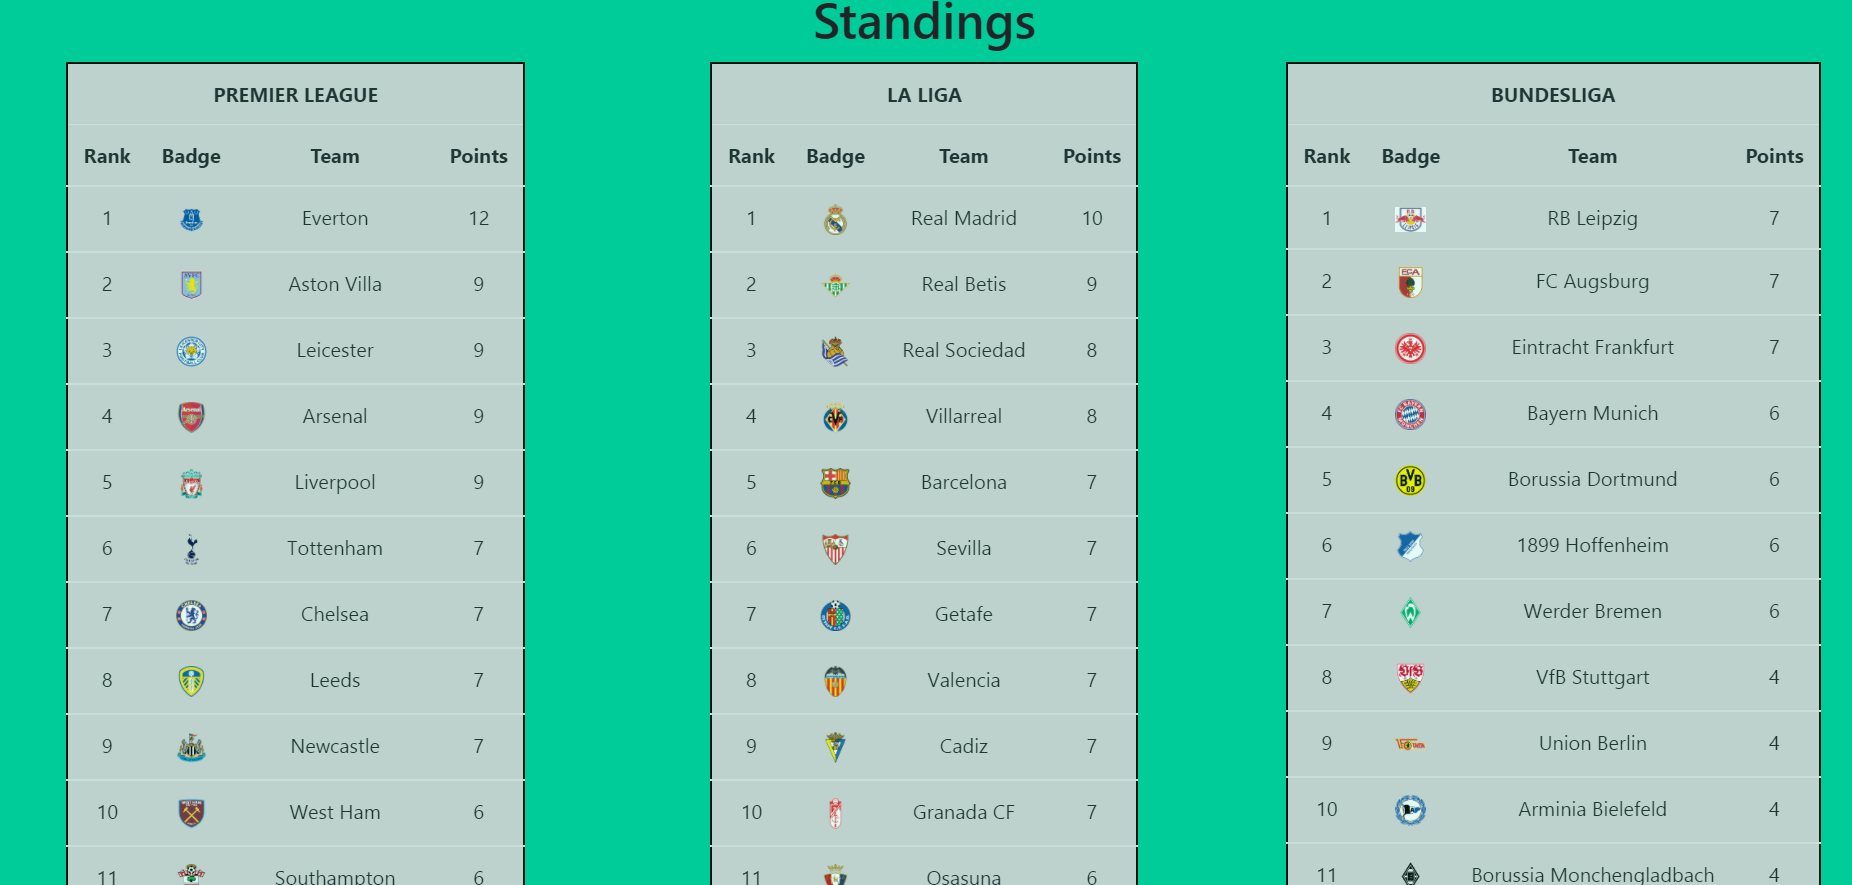 Standings
PREMIER LEAGUE
Rank Badge Team Points
1 Everton 12
2 Aston Villa 9
3 Leicester 9
4 Arsenal 9
5 Liverpool 9
6 Tottenham 7
7 Chelsea 7
8 Leeds 7
9 Newcastle 7
10 West Ham 6
11 Southampton 6
LA LIGA
Rank Badge Team Points
1 Real Madrid 10
2 Real Betis 9
3 Real Sociedad 8
4 Villarreal 8
5 Barcelona 7
6 Sevilla 7
7 Getafe 7
8 Valencia 7
9 Cadiz 7
10 Granada CF 7
11 Osasuna 6
BUNDESLIGA
Rank Badge Team Points
1 RB Leipzig 7
2 FC Augsburg 7
3 Eintracht Frankfurt 7
4 Bayern Munich 6
5 BVB 09 Borussia Dortmund 6
6 1899 Hoffenheim 6
7 Werder Bremen 6
8 VfB Stuttgart 4
9 Union Berlin 4
10 Arminia Bielefeld 4
11 Borussia Monchengladbach 4